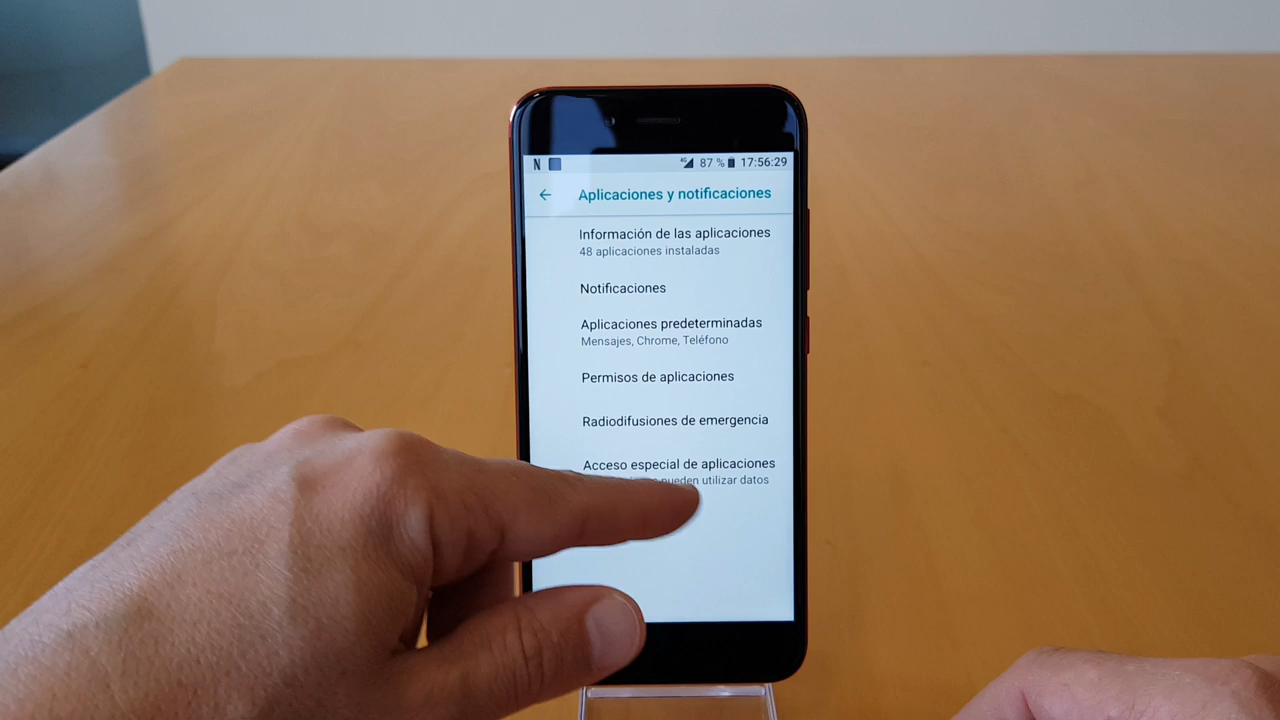 N 4G 87 % 17:56:29
Aplicaciones y notificaciones
Información de las aplicaciones
48 aplicaciones instaladas
Notificaciones
Aplicaciones predeterminadas
Mensajes, Chrome, Teléfono
Permisos de aplicaciones
Radiodifusiones de emergencia
Acceso especial de aplicaciones
pueden utilizar datos